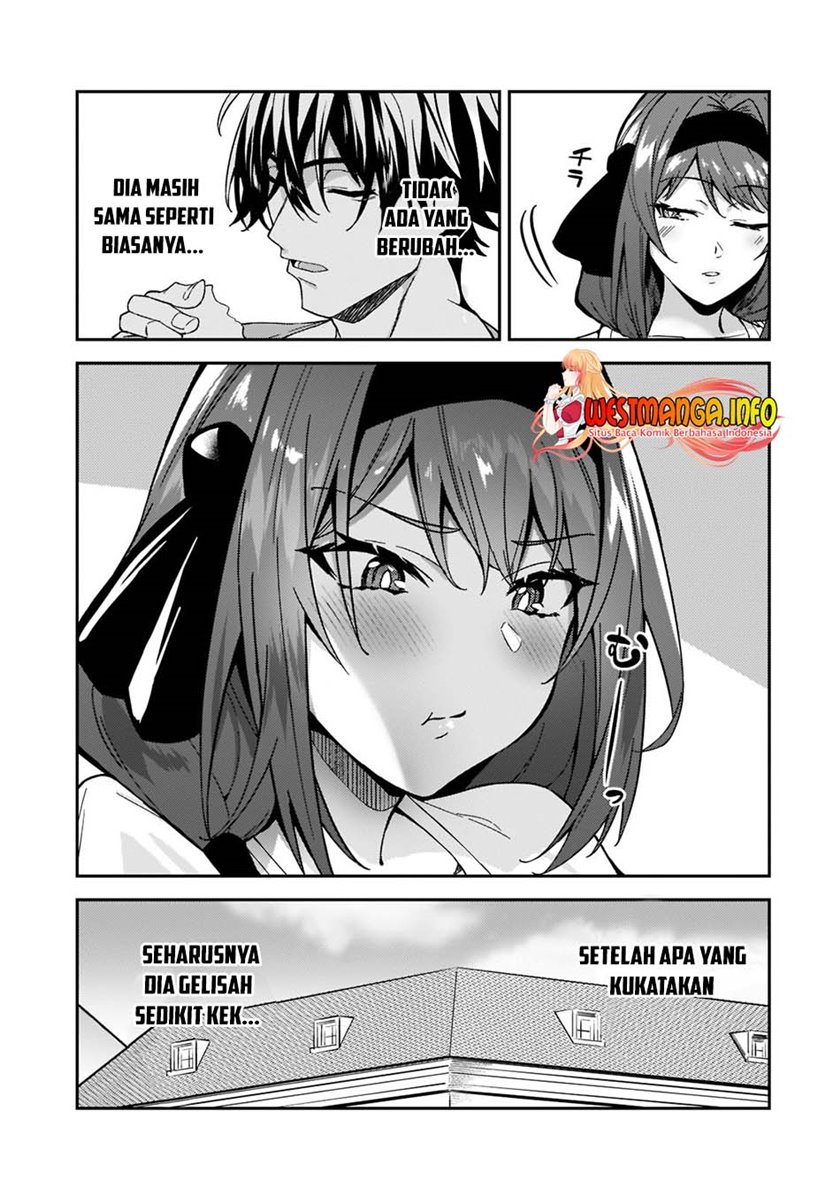 チラ
TIDAK
ADA YANG
BERUBAH...
DIA MASIH
SAMA SEPERTI
BIASANYA...
WESTMANGA.INFO
Situs Baca Komik Berbahasa Indonesia
むーっ
SETELAH APA YANG
KUKATAKAN
SEHARUSNYA
DIA GELISAH
SEDIKIT KEK...